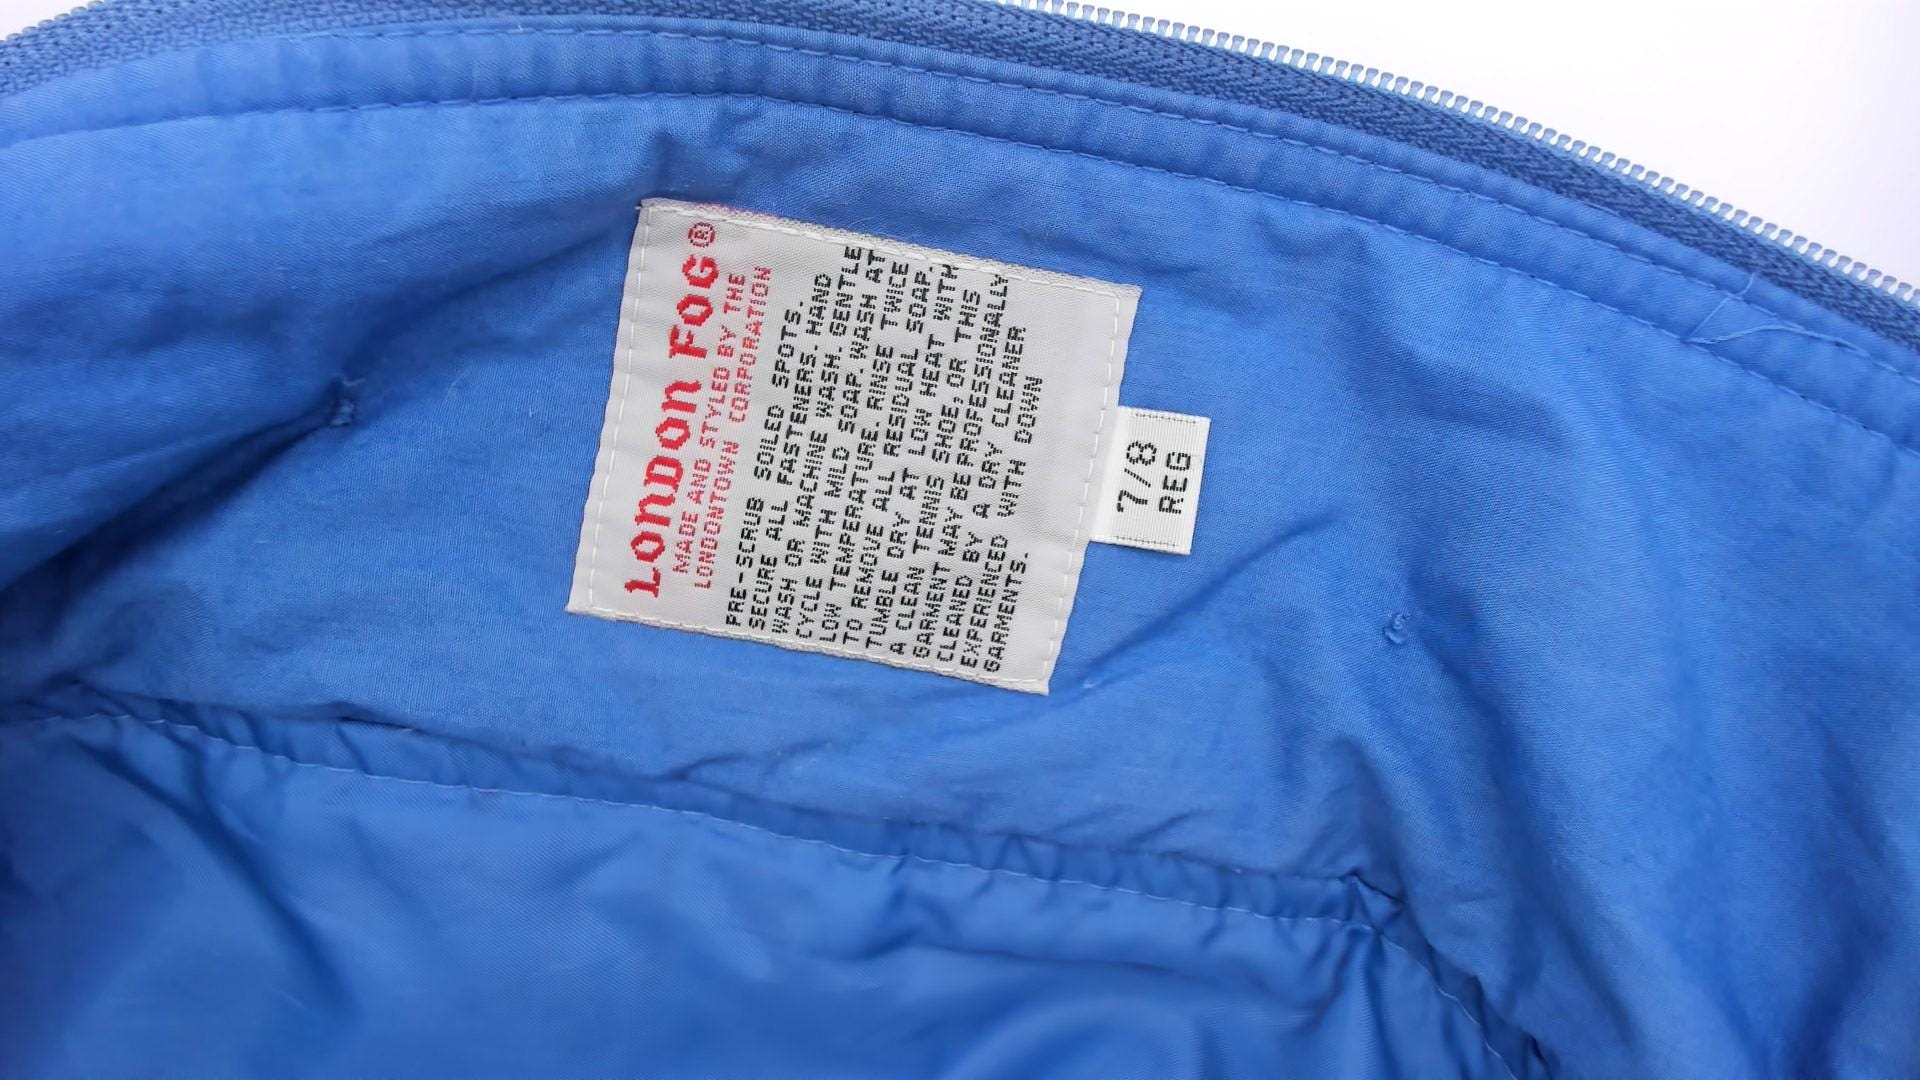 LONDON FOG®
MADE AND STYLED BY THE
LONDONTOWN CORPORATION
PRE-SCRUB SOILED SPOTS.
SECURE ALL FASTENERS. HAND
WASH OR MACHINE WASH. GENTLE
CYCLE WITH MILD SOAP. WASH AT
LOW TEMPERATURE. RINSE TWICE
TO REMOVE ALL RESIDUAL SOAP.
TUMBLE DRY AT LOW HEAT WITH
A CLEAN TENNIS SHOE, OR THIS
GARMENT MAY BE PROFESSIONALLY
CLEANED BY A DRY CLEANER
EXPERIENCED WITH DOWN
GARMENTS.
7/8
REG